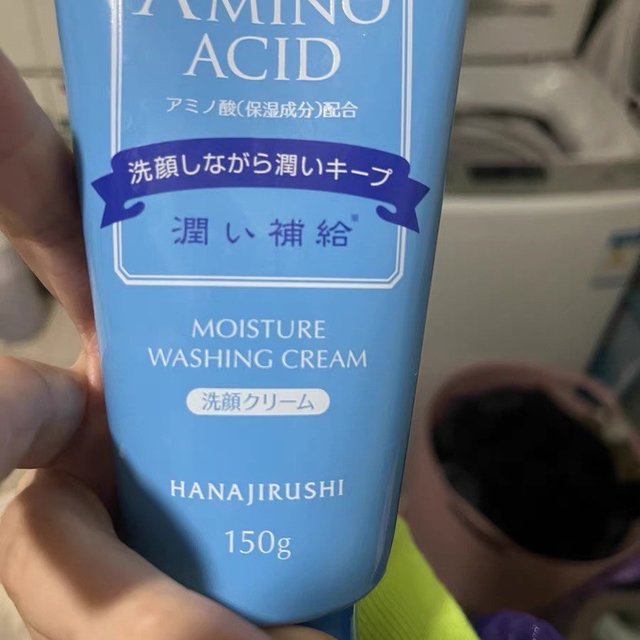 AMINO
ACID
アミノ酸(保湿成分)配合
洗顔しながら潤いキープ
潤い補給※
MOISTURE
WASHING CREAM
洗顔クリーム
HANAJIRUSHI
150g